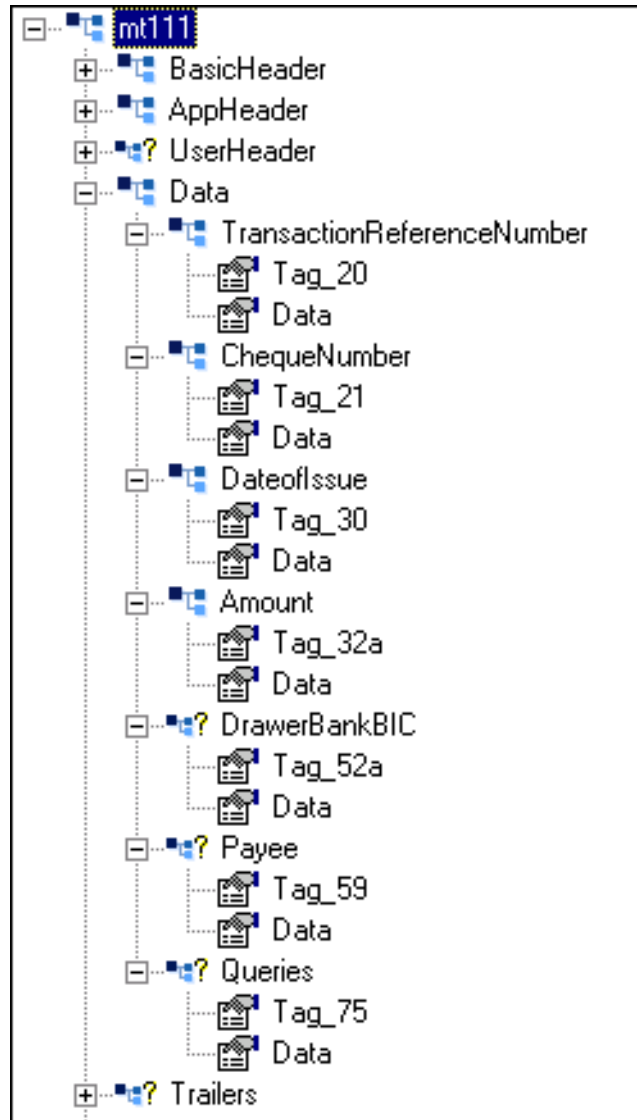 mt111
BasicHeader
AppHeader
? UserHeader
Data
TransactionReferenceNumber
Tag_20
Data
ChequeNumber
Tag_21
Data
DateofIssue
Tag_30
Data
Amount
Tag_32a
Data
? DrawerBankBIC
Tag_52a
Data
? Payee
Tag_59
Data
? Queries
Tag_75
Data
? Trailers